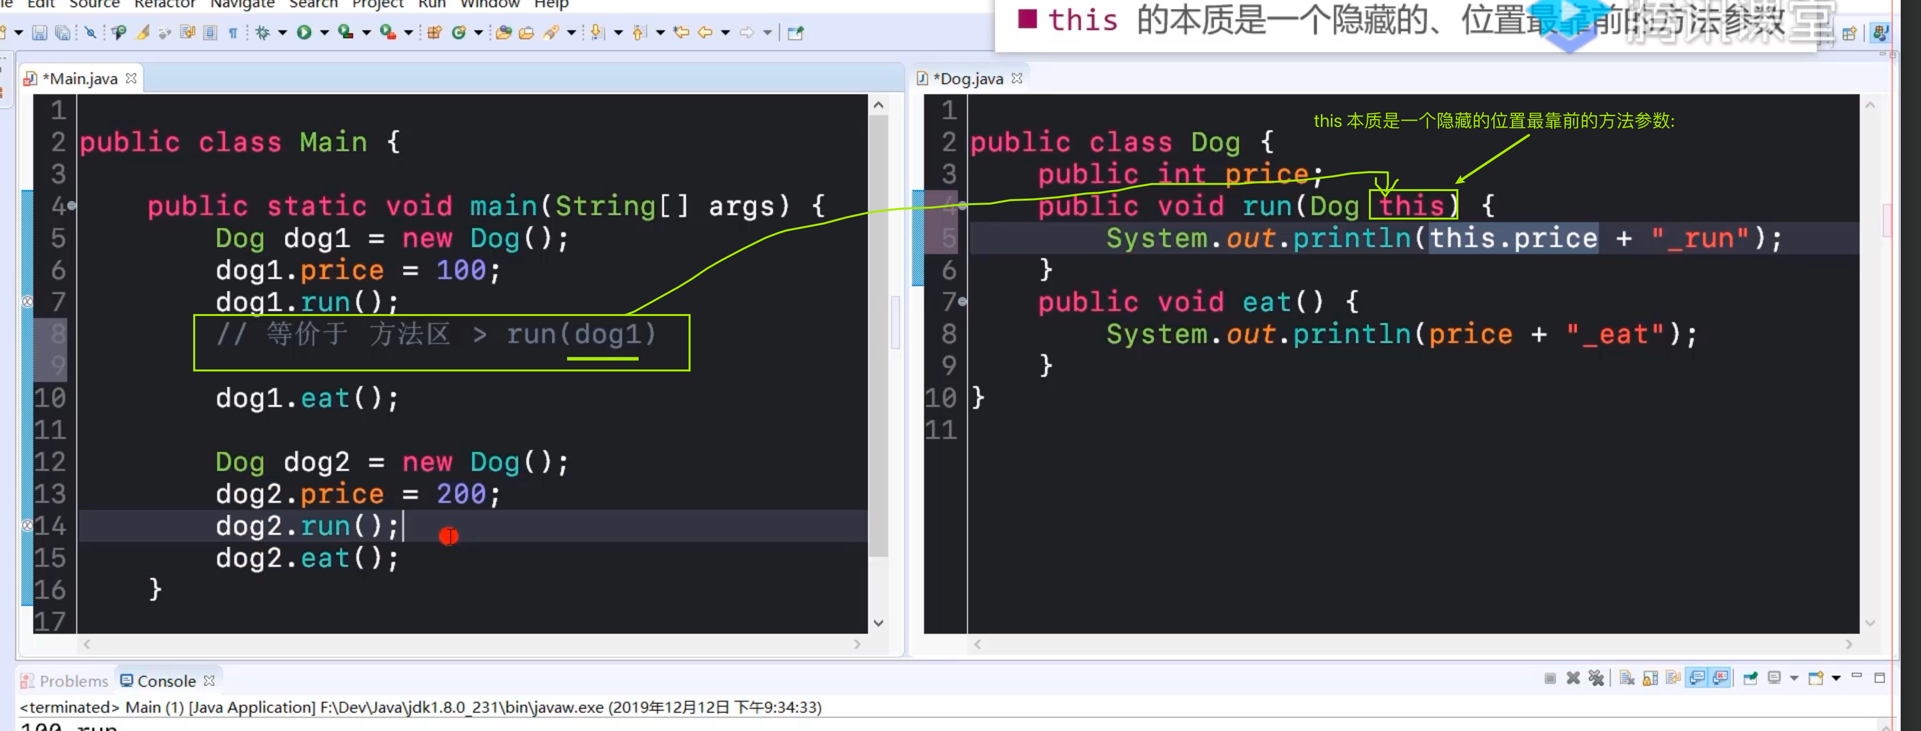 Edit Source Refactor Navigate Search Project Run Window Help
■ this 的本质是一个隐藏的、位置最靠前的方法参数
腾讯课堂
*Main.java
1
2 public class Main {
3
4 public static void main(String[] args) {
5 Dog dog1 = new Dog();
6 dog1.price = 100;
7 dog1.run();
8 // 等价于 方法区 > run(dog1)
9
10 dog1.eat();
11
12 Dog dog2 = new Dog();
13 dog2.price = 200;
14 dog2.run();
15 dog2.eat();
16 }
17
*Dog.java
this 本质是一个隐藏的位置最靠前的方法参数:
1
2 public class Dog {
3 public int price;
4 public void run(Dog this) {
5 System.out.println(this.price + "_run");
6 }
7 public void eat() {
8 System.out.println(price + "_eat");
9 }
10 }
11
Problems Console
<terminated> Main (1) [Java Application] F:\Dev\Java\jdk1.8.0_231\bin\javaw.exe (2019年12月12日 下午9:34:33)
100 run